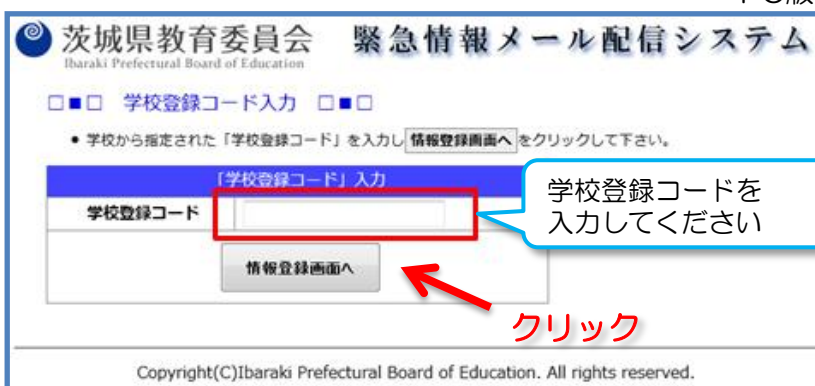 茨城県教育委員会 緊急情報メール配信システム
Ibaraki Prefectural Board of Education
□■□ 学校登録コード入力 □■□
• 学校から指定された「学校登録コード」を入力し 情報登録画面へ をクリックして下さい。
「学校登録コード」入力
学校登録コード
学校登録コードを
入力してください
情報登録画面へ
クリック
Copyright(C)Ibaraki Prefectural Board of Education. All rights reserved.